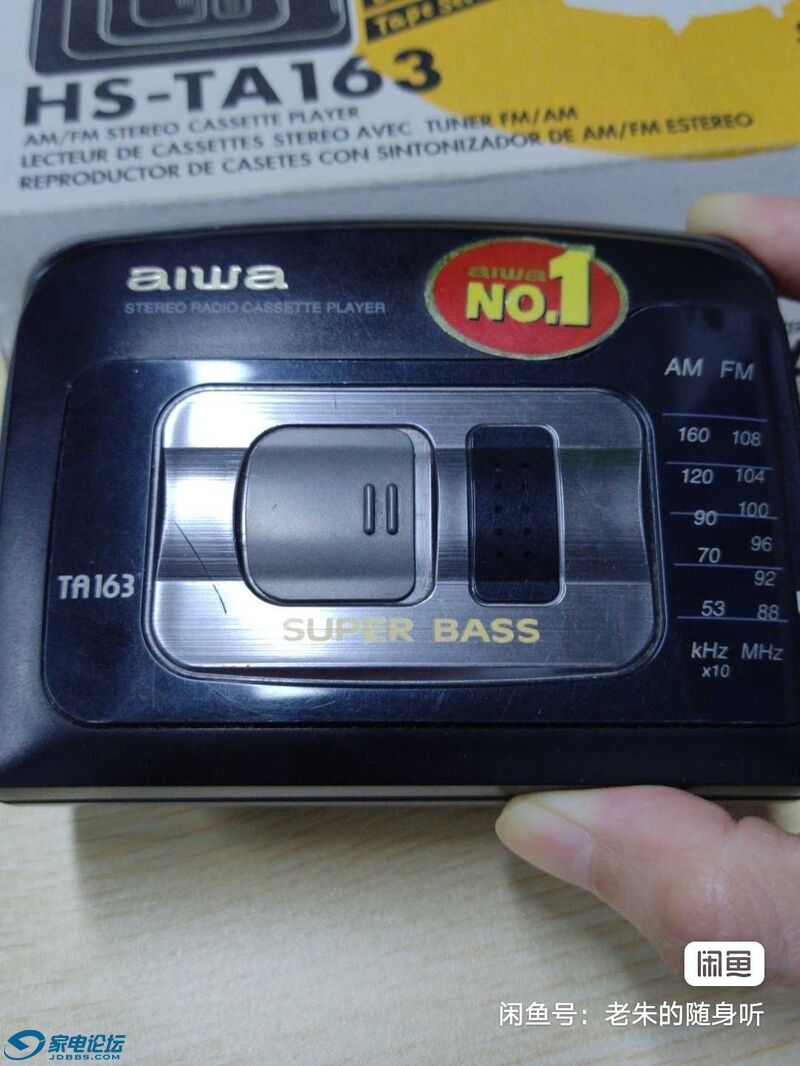 Tape
HS-TA163
AM/FM STEREO CASSETTE PLAYER
LECTEUR DE CASSETTES STEREO AVEC TUNER FM/AM
REPRODUCTOR DE CASETES CON SINTONIZADOR DE AM/FM ESTEREO
aiwa
STEREO RADIO CASSETTE PLAYER
aiwa
NO.1
AM FM
160 108
120 104
90 100
70 96
92
53 88
kHz MHz
x10
TA163
SUPER BASS
闲鱼
闲鱼号：老朱的随身听
家电论坛
JDBBS.COM